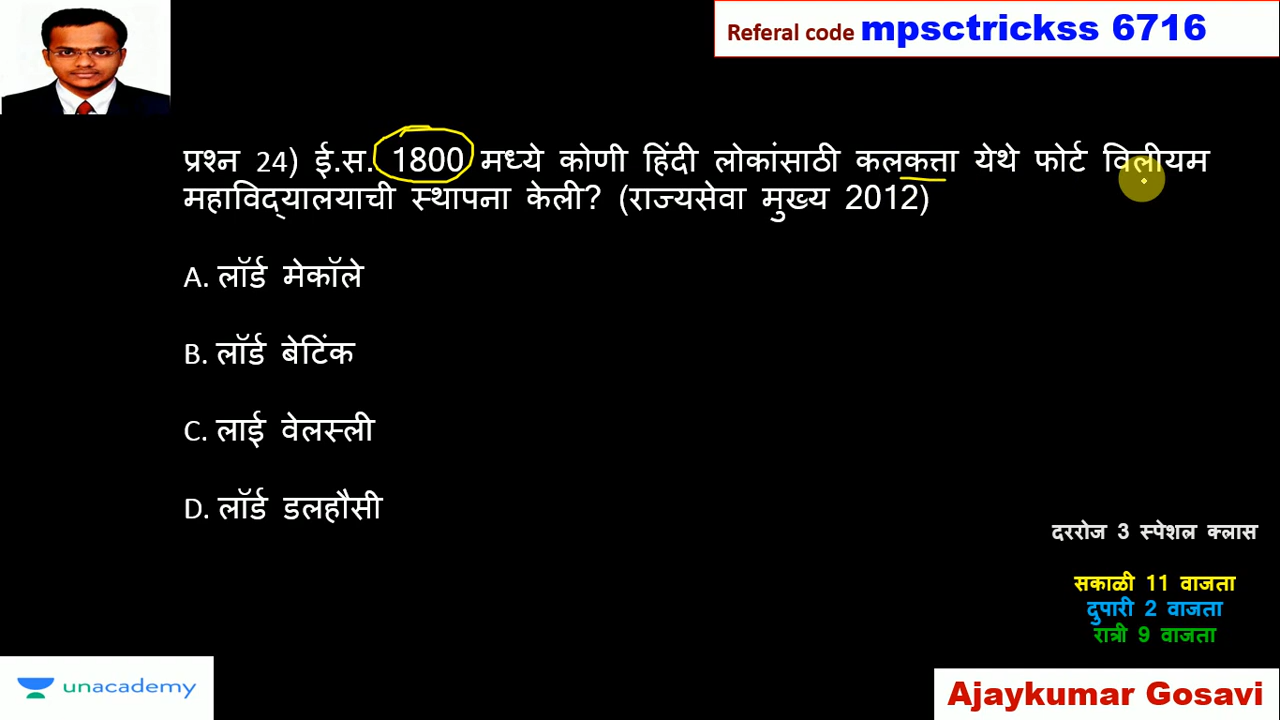 Referal code mpsctrickss 6716
प्रश्न 24) ई.स. 1800 मध्ये कोणी हिंदी लोकांसाठी कलकत्ता येथे फोर्ट विलीयम
महाविद्यालयाची स्थापना केली? (राज्यसेवा मुख्य 2012)
A. लॉर्ड मेकॉले
B. लॉर्ड बेटिंक
C. लाई वेलस्ली
D. लॉर्ड डलहौसी
दररोज 3 स्पेशल क्लास
सकाळी 11 वाजता
दुपारी 2 वाजता
रात्री 9 वाजता
unacademy
Ajaykumar Gosavi